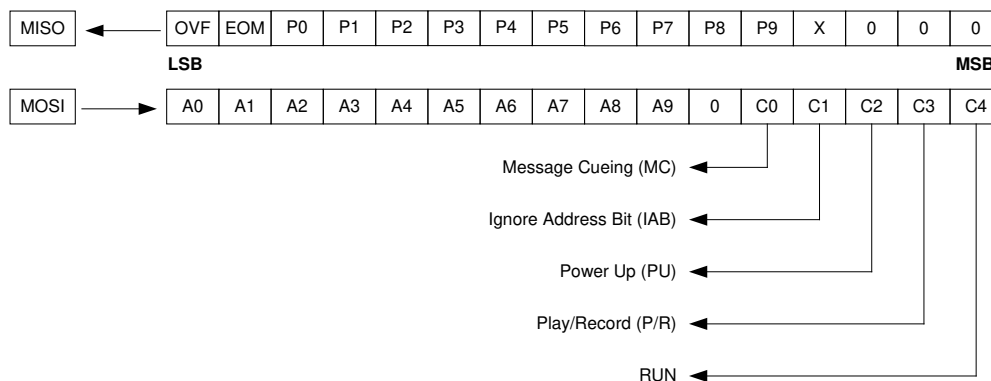 MISO OVF EOM P0 P1 P2 P3 P4 P5 P6 P7 P8 P9 X 0 0 0
LSB MSB
MOSI A0 A1 A2 A3 A4 A5 A6 A7 A8 A9 0 C0 C1 C2 C3 C4
Message Cueing (MC)
Ignore Address Bit (IAB)
Power Up (PU)
Play/Record (P/R)
RUN